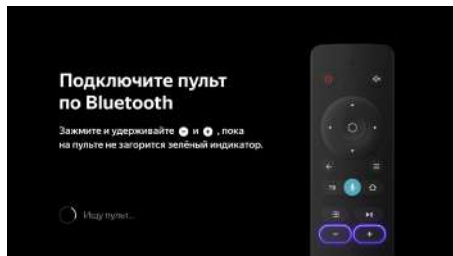 Подключите пульт
по Bluetooth
Зажмите и удерживайте - и + , пока
на пульте не загорится зелёный индикатор.
Ищу пульт...